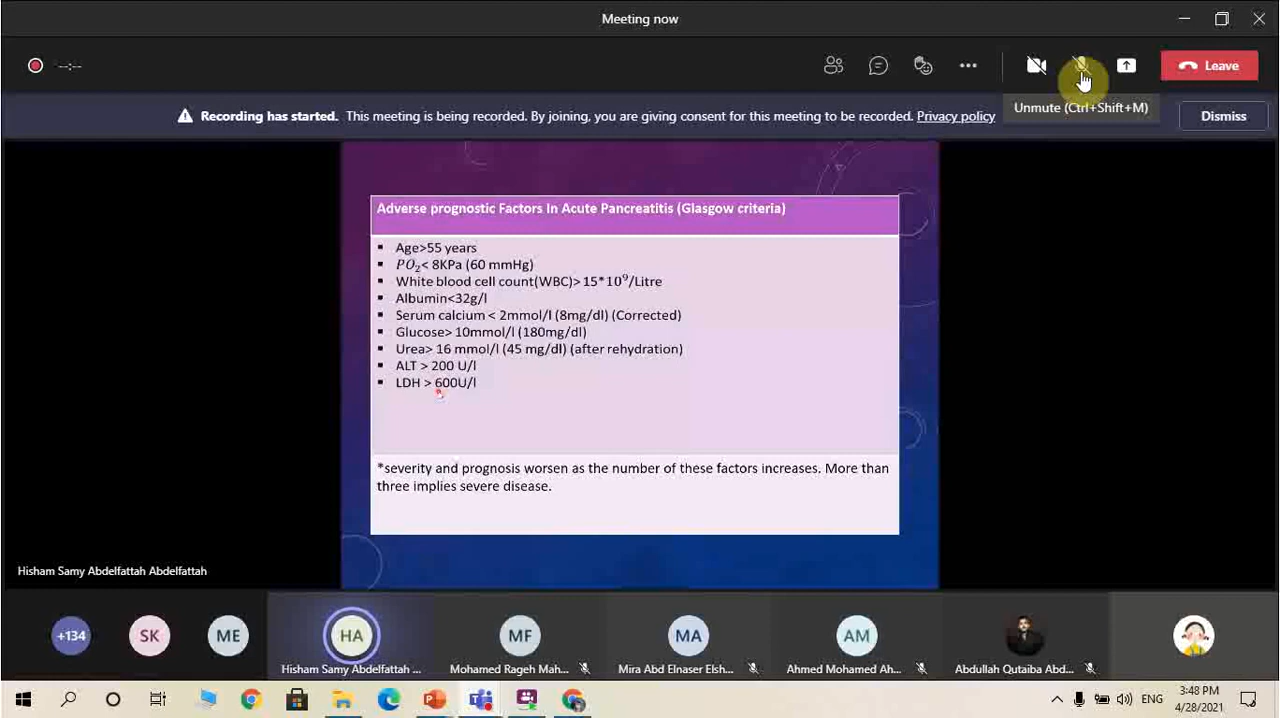 Meeting now
--:--
Leave
Recording has started. This meeting is being recorded. By joining, you are giving consent for this meeting to be recorded. Privacy policy
Unmute (Ctrl+Shift+M)
Dismiss
Adverse prognostic Factors In Acute Pancreatitis (Glasgow criteria)
▪ Age>55 years
▪ PO₂< 8KPa (60 mmHg)
▪ White blood cell count(WBC)> 15*10⁹/Litre
▪ Albumin<32g/l
▪ Serum calcium < 2mmol/l (8mg/dl) (Corrected)
▪ Glucose> 10mmol/l (180mg/dl)
▪ Urea> 16 mmol/l (45 mg/dl) (after rehydration)
▪ ALT > 200 U/l
▪ LDH > 600U/l
*severity and prognosis worsen as the number of these factors increases. More than
three implies severe disease.
Hisham Samy Abdelfattah Abdelfattah
+134 SK ME HA MF MA AM
Hisham Samy Abdelfattah ... Mohamed Rageh Mah... Mira Abd Elnaser Elsh... Ahmed Mohamed Ah... Abdullah Qutaiba Abd...
ENG
3:48 PM
4/28/2021